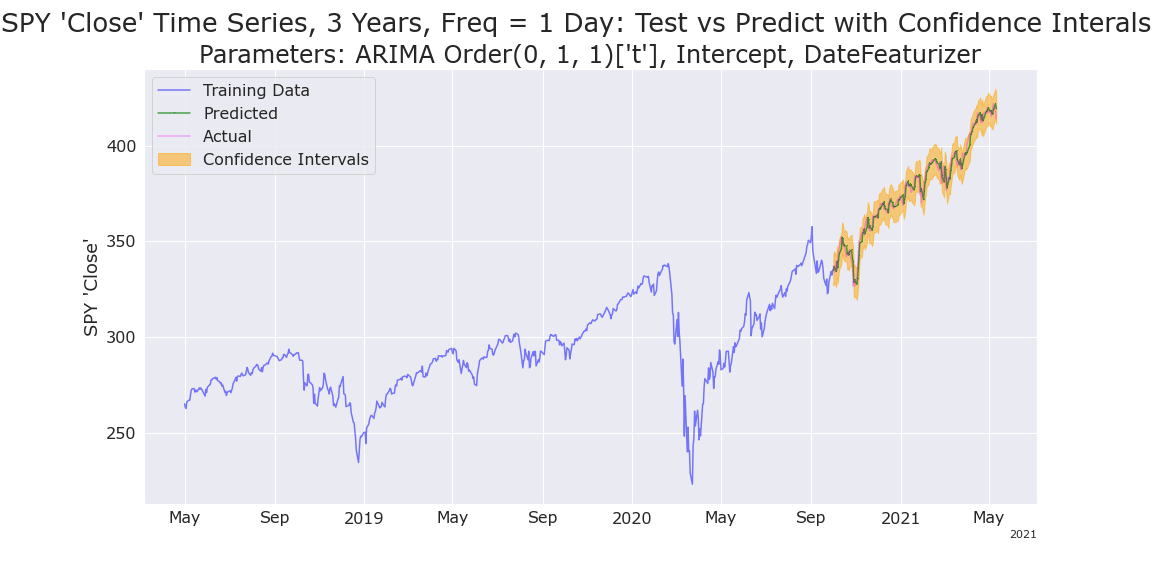 SPY 'Close' Time Series, 3 Years, Freq = 1 Day: Test vs Predict with Confidence Interals
Parameters: ARIMA Order(0, 1, 1)['t'], Intercept, DateFeaturizer
Training Data
Predicted
Actual
Confidence Intervals
400
350
300
250
SPY 'Close'
May Sep 2019 May Sep 2020 May Sep 2021 May
2021